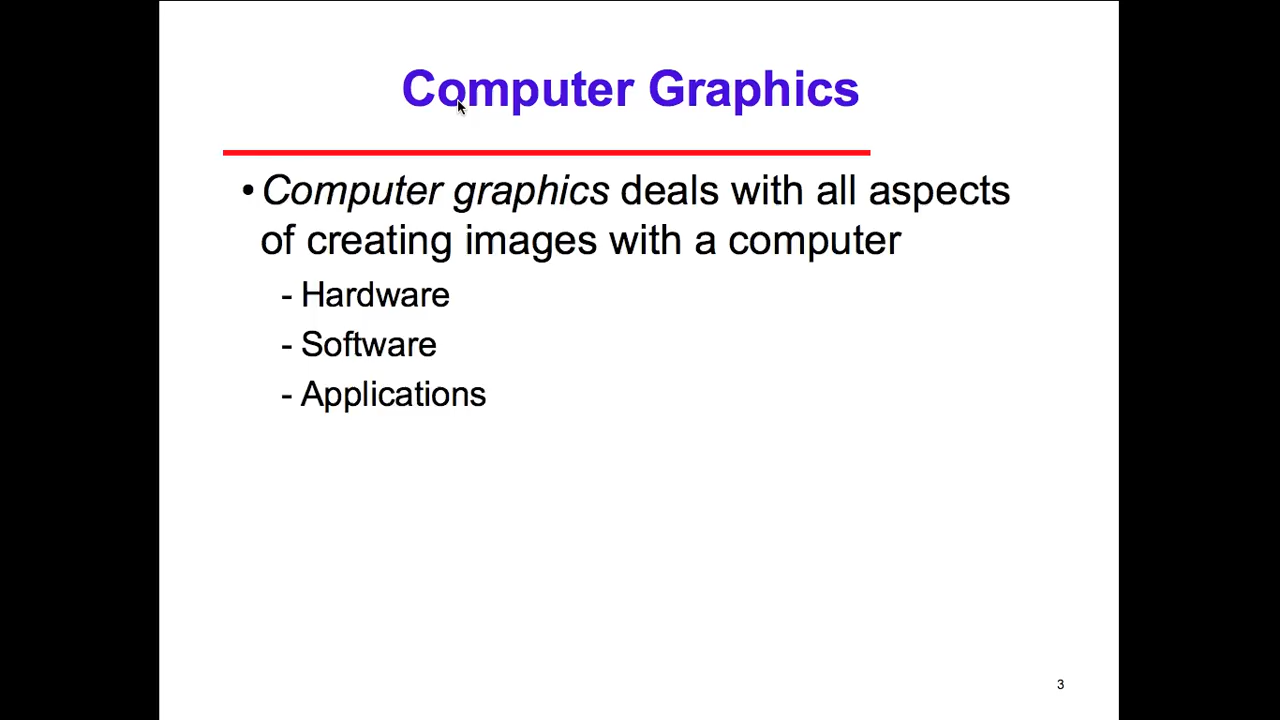 Computer Graphics
• Computer graphics deals with all aspects
of creating images with a computer
- Hardware
- Software
- Applications
3